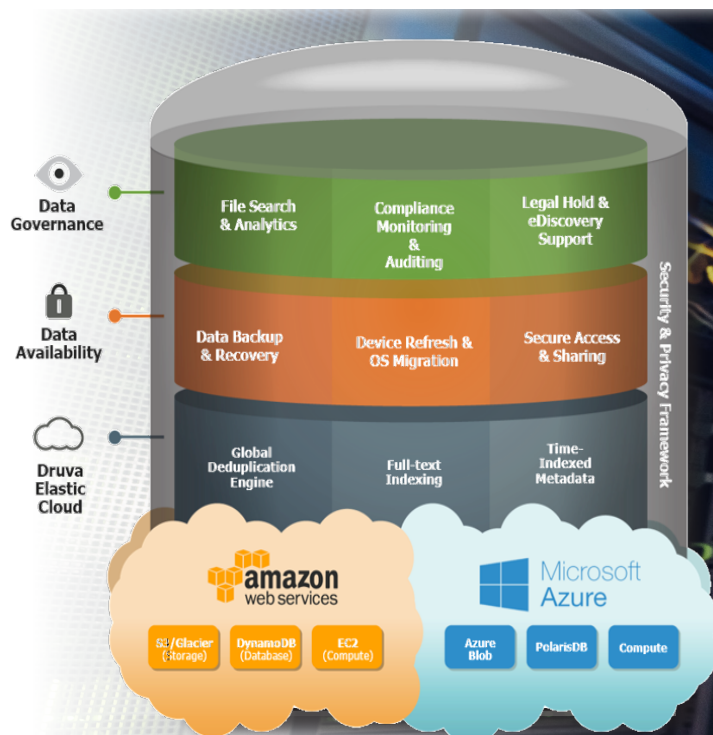 Data
Governance
File Search
& Analytics
Compliance
Monitoring
&
Auditing
Legal Hold &
eDiscovery
Support
Data
Availability
Data Backup
& Recovery
Device Refresh &
OS Migration
Secure Access
& Sharing
Security & Privacy Framework
Druva
Elastic
Cloud
Global
Deduplication
Engine
Full-text
Indexing
Time-
Indexed
Metadata
amazon
web services
S3/Glacier
(Storage)
DynamoDB
(Database)
EC2
(Compute)
Microsoft
Azure
Azure
Blob
PolarisDB
Compute